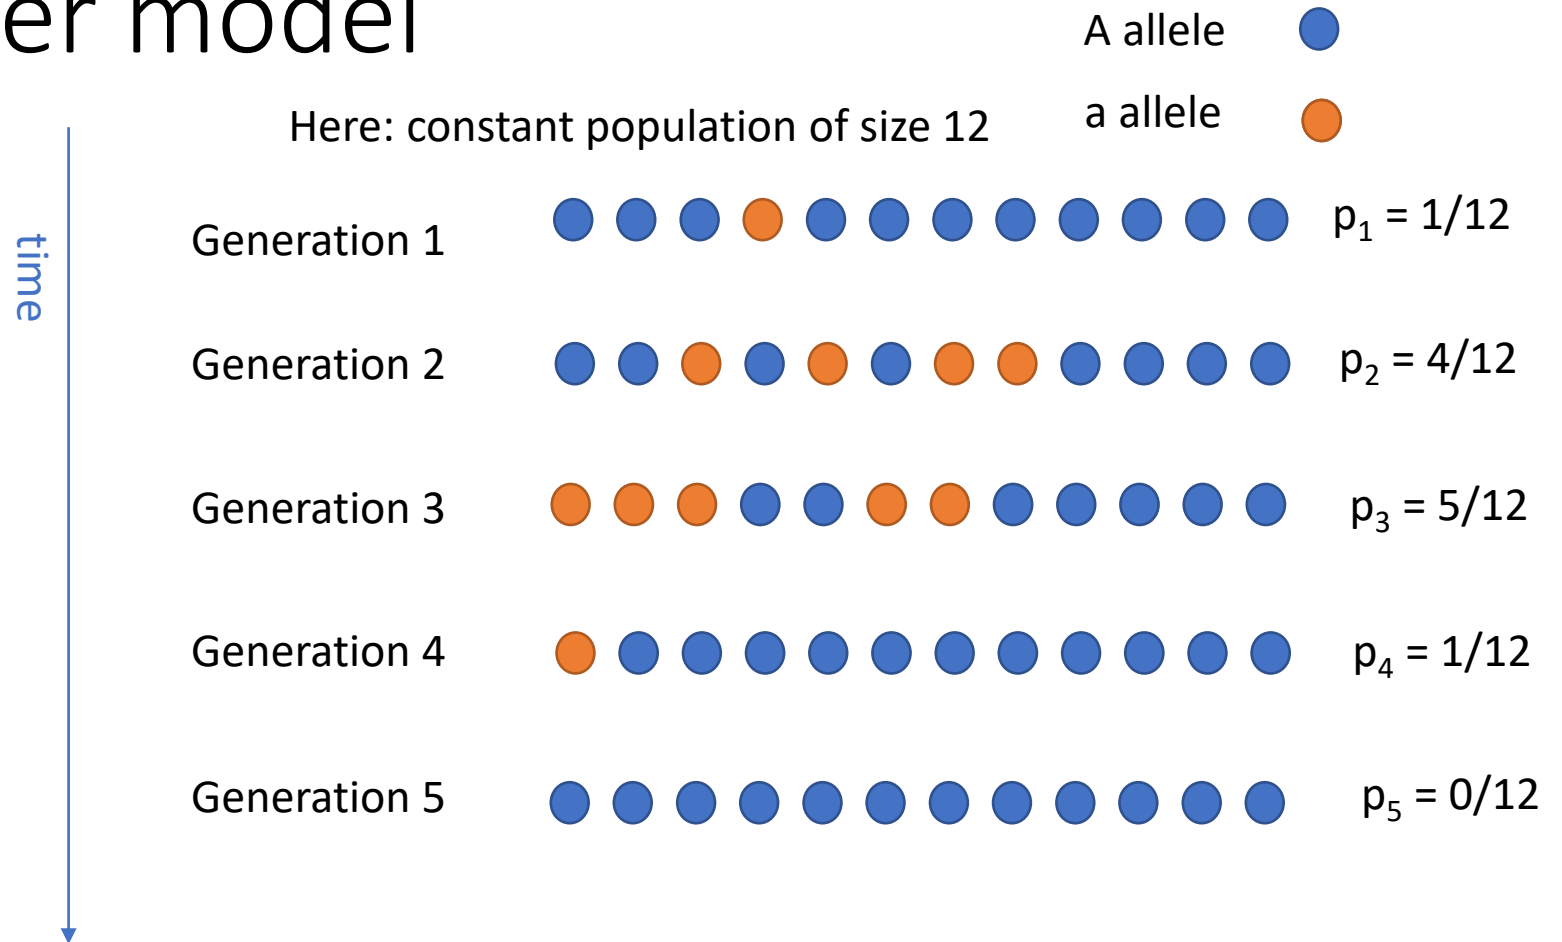 er model
A allele
a allele
Here: constant population of size 12
time
Generation 1 p₁ = 1/12
Generation 2 p₂ = 4/12
Generation 3 p₃ = 5/12
Generation 4 p₄ = 1/12
Generation 5 p₅ = 0/12